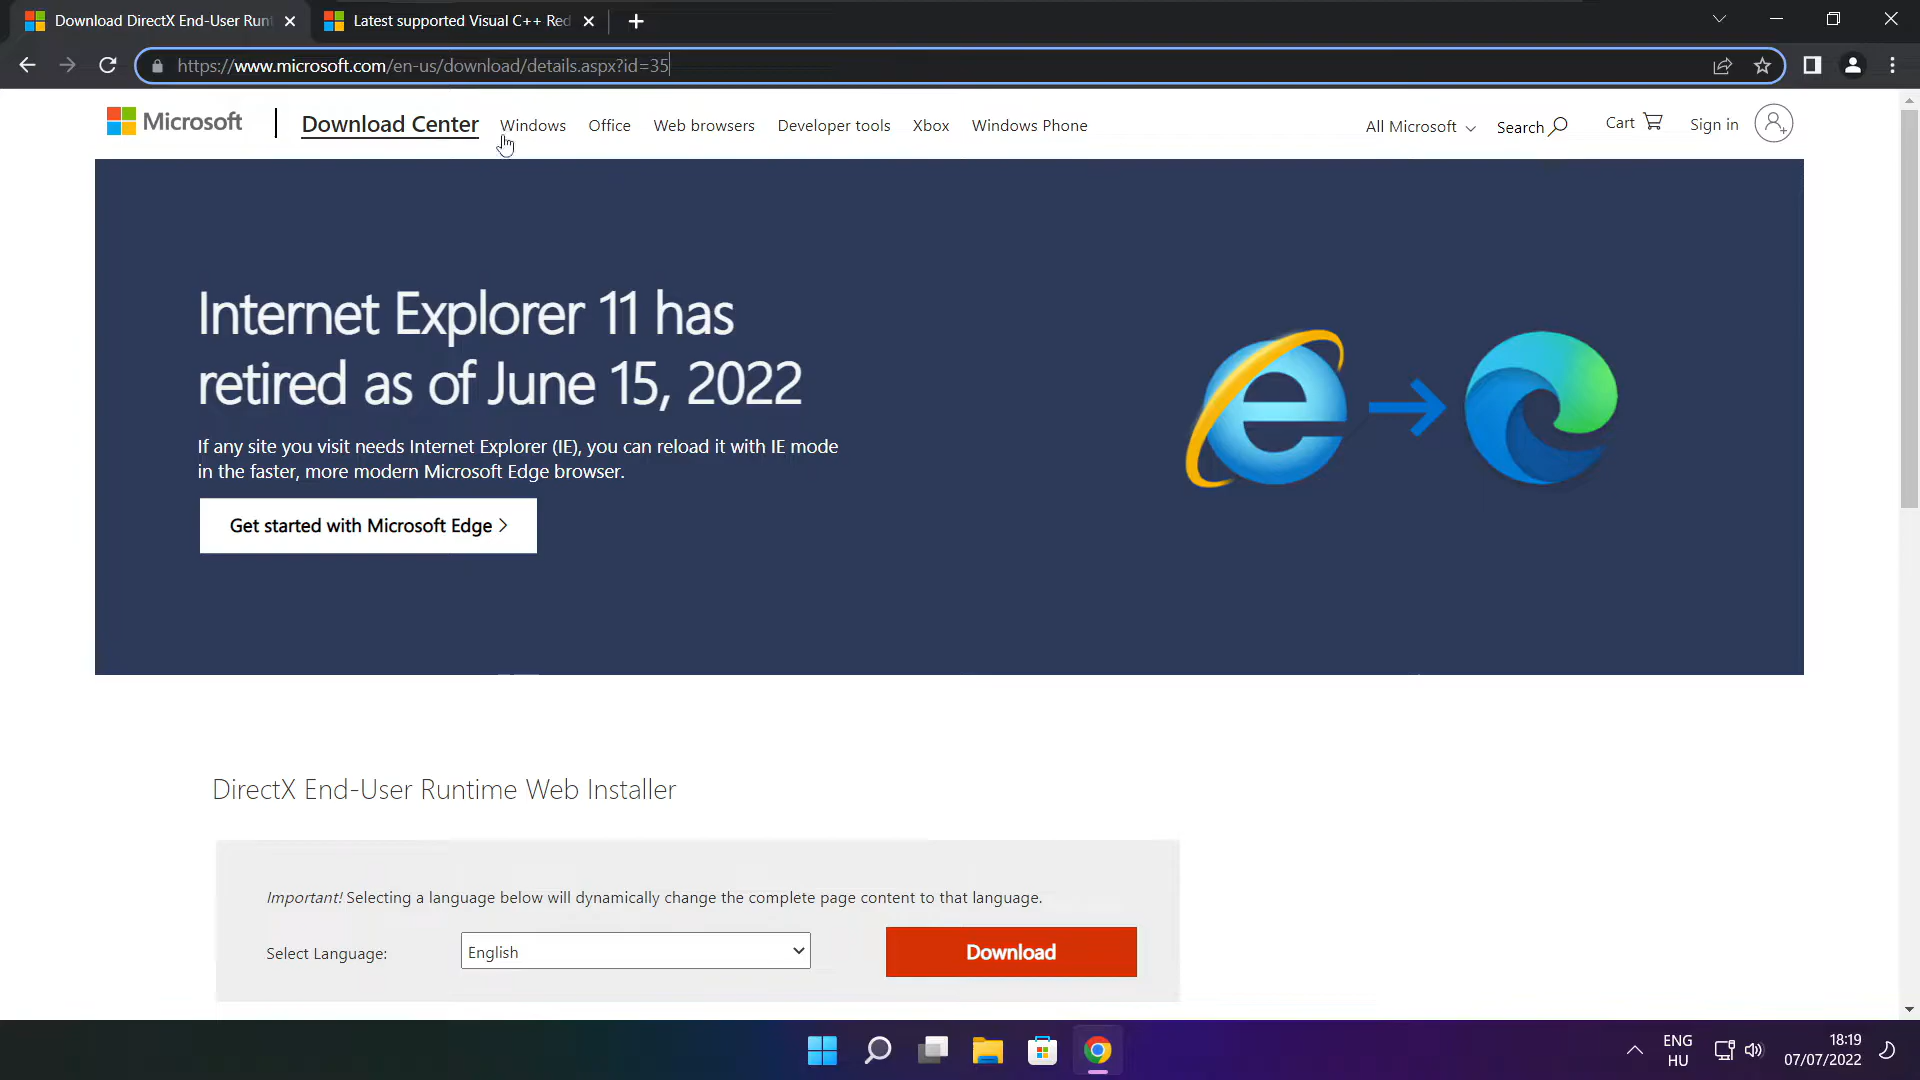 Download DirectX End-User Runt
Latest supported Visual C++ Red
https://www.microsoft.com/en-us/download/details.aspx?id=35
Microsoft
Download Center
Windows
Office
Web browsers
Developer tools
Xbox
Windows Phone
All Microsoft
Search
Cart
Sign in
Internet Explorer 11 has
retired as of June 15, 2022
If any site you visit needs Internet Explorer (IE), you can reload it with IE mode
in the faster, more modern Microsoft Edge browser.
Get started with Microsoft Edge >
DirectX End-User Runtime Web Installer
Important! Selecting a language below will dynamically change the complete page content to that language.
Select Language:
English
Download
ENG
HU
18:19
07/07/2022